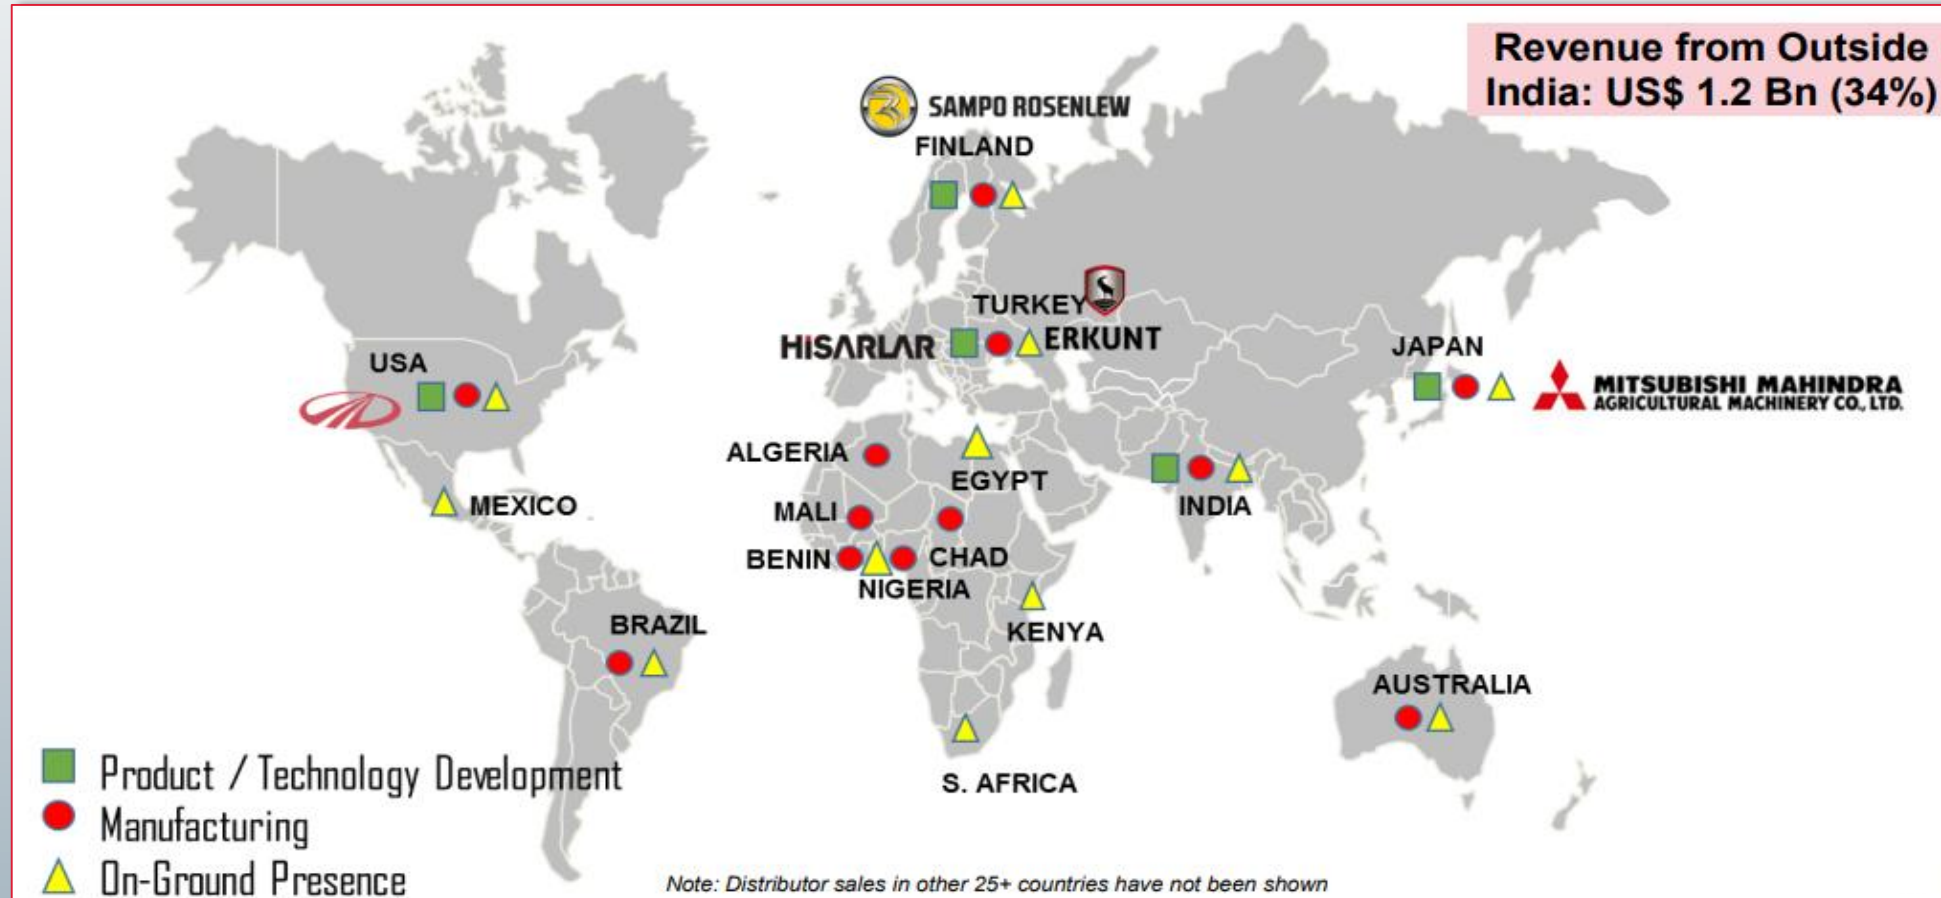 Revenue from Outside
India: US$ 1.2 Bn (34%)
SAMPO ROSENLEW
FINLAND
TURKEY
HİSARLAR
ERKUNT
USA
JAPAN
MITSUBISHI MAHINDRA
AGRICULTURAL MACHINERY CO., LTD.
ALGERIA
EGYPT
MEXICO
INDIA
MALI
BENIN
CHAD
NIGERIA
KENYA
BRAZIL
AUSTRALIA
S. AFRICA
Product / Technology Development
Manufacturing
On-Ground Presence
Note: Distributor sales in other 25+ countries have not been shown